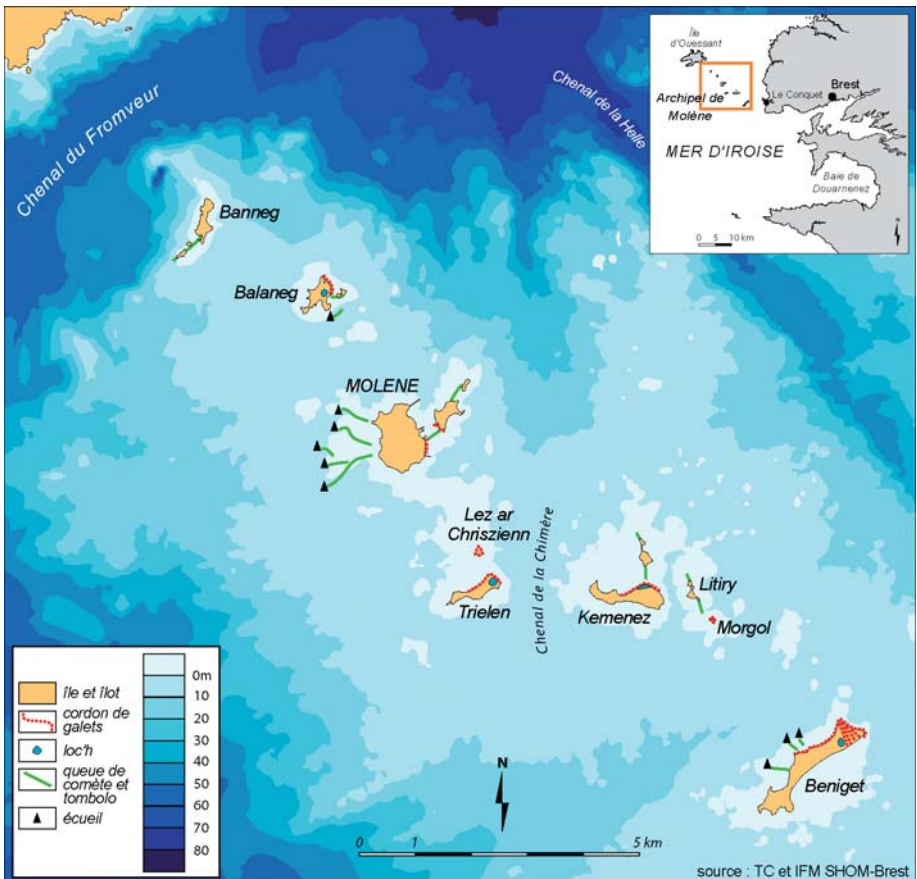 Chenal du Fromveur
Chenal de
la Helle
Île
d'Ouessant
Archipel de
Molène
Le Conquet
Brest
MER D'IROISE
Baie de
Douarnenez
0 5 10 km
N
Banneg
Balaneg
MOLENE
Lez ar
Chriszienn
Trielen
Chenal de la Chimère
Kemenez
Litiry
Morgol
Beniget
île et îlot
cordon de
galets
loc'h
queue de
comète et
tombolo
écueil
0m
10
20
30
40
50
60
70
80
N
0 1 5 km
source : TC et IFM SHOM-Brest